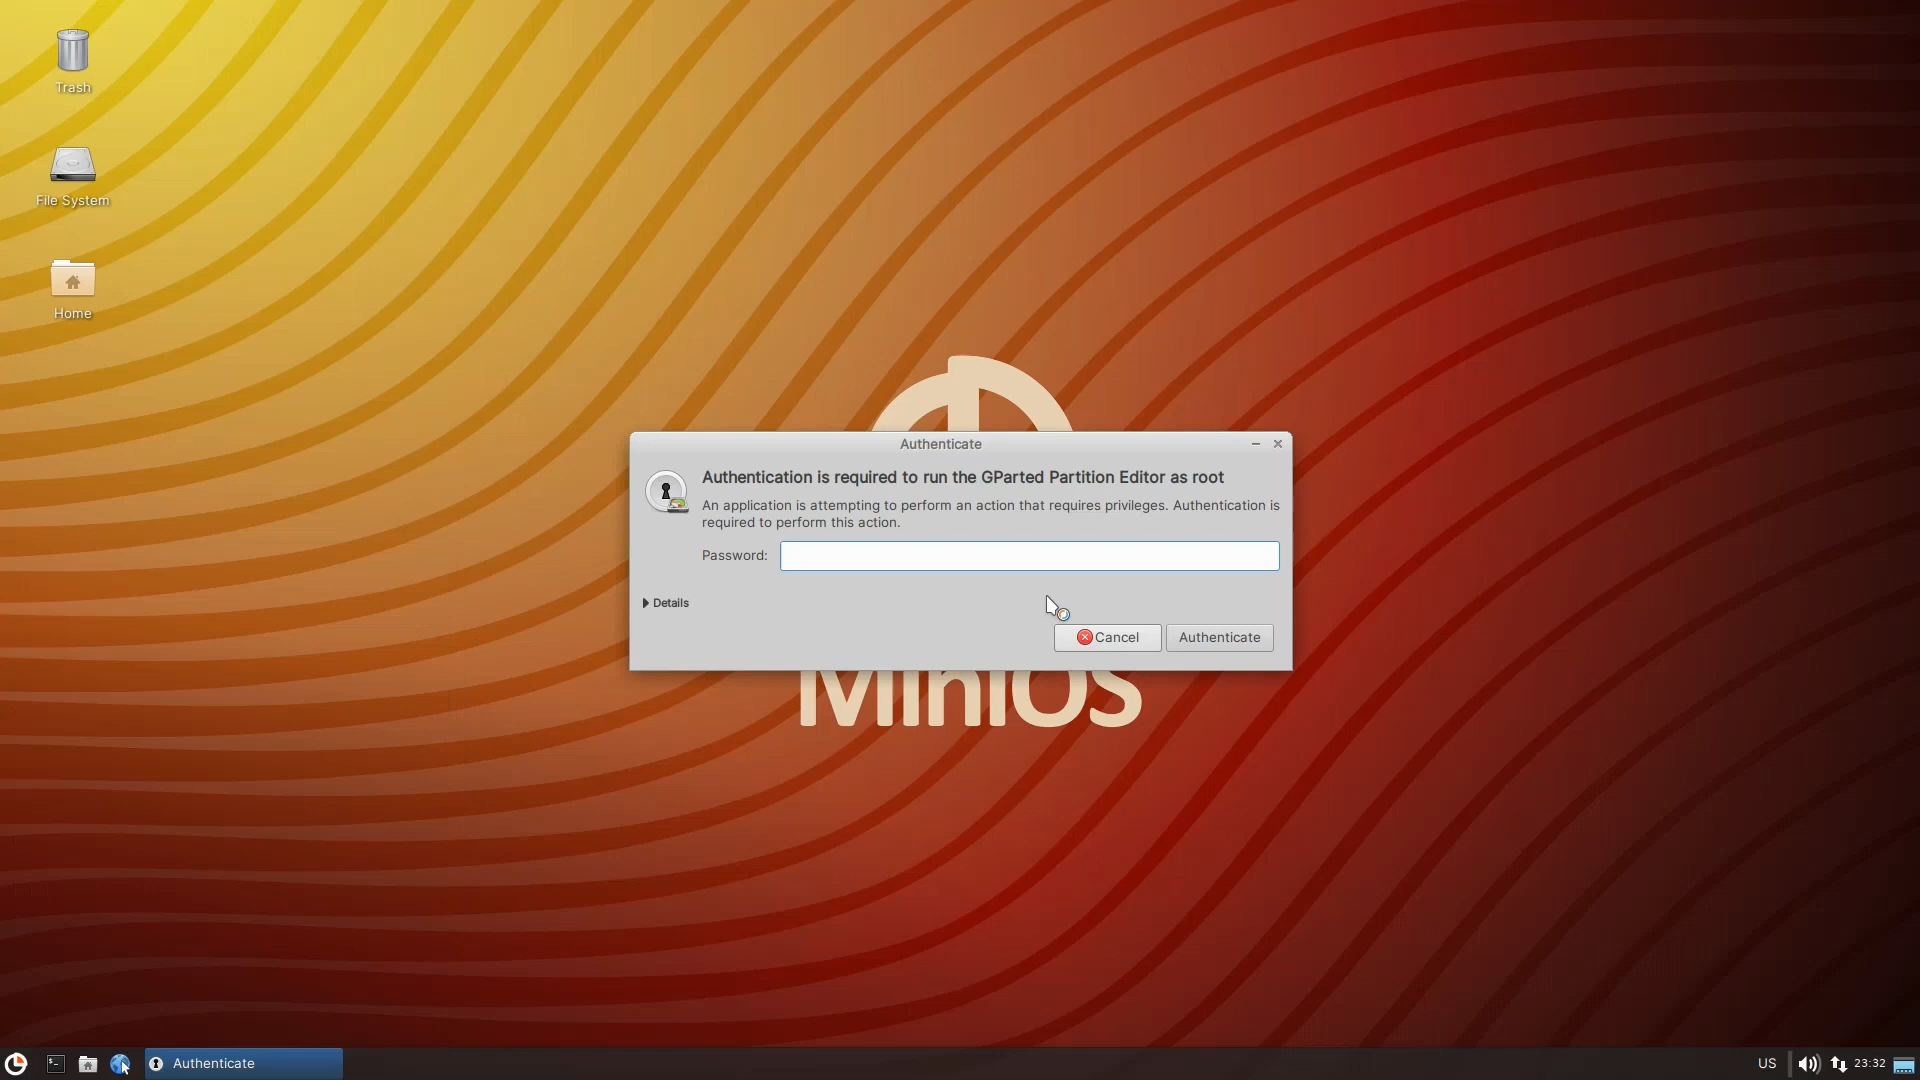 Trash
File System
Home
Authenticate
Authentication is required to run the GParted Partition Editor as root
An application is attempting to perform an action that requires privileges. Authentication is
required to perform this action.
Password:
Details
Cancel
Authenticate
MiniOS
Authenticate
US
23:32